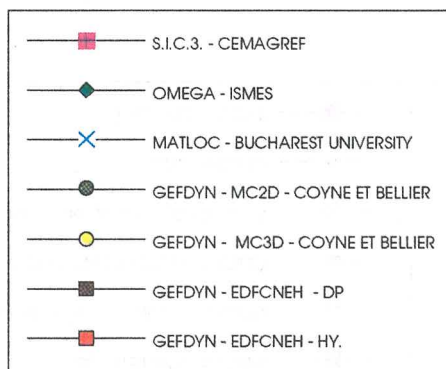 S.I.C.3. - CEMAGREF
OMEGA - ISMES
MATLOC - BUCHAREST UNIVERSITY
GEFDYN - MC2D - COYNE ET BELLIER
GEFDYN - MC3D - COYNE ET BELLIER
GEFDYN - EDFCNEH - DP
GEFDYN - EDFCNEH - HY.